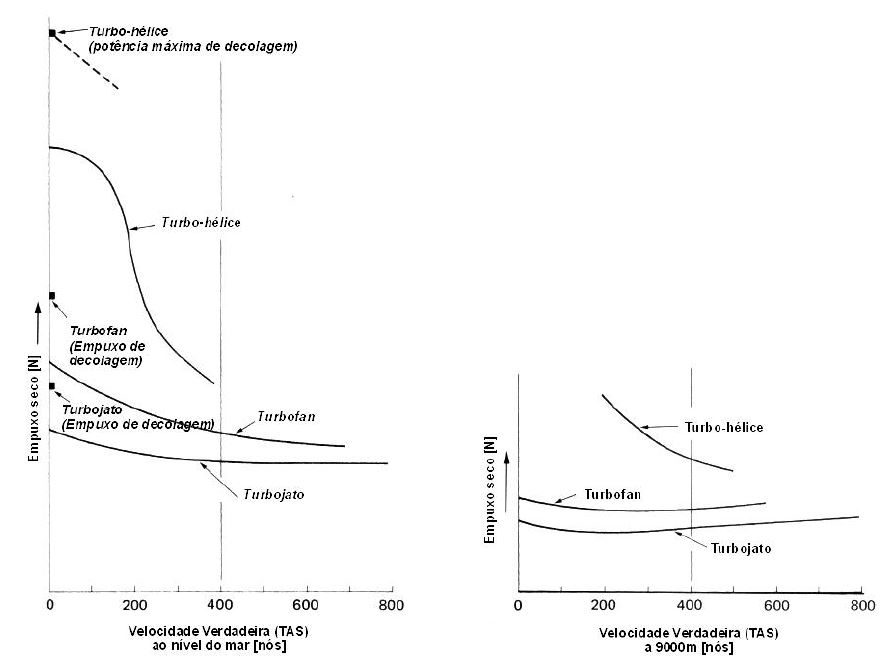 Turbo-hélice
(potência máxima de decolagem)
Turbo-hélice
Turbofan
(Empuxo de
decolagem)
Turbojato
(Empuxo de decolagem)
Turbofan
Turbojato
Empuxo seco [N]
0 200 400 600 800
Velocidade Verdadeira (TAS)
ao nível do mar [nós]
Turbo-hélice
Turbofan
Turbojato
Empuxo seco [N]
0 200 400 600 800
Velocidade Verdadeira (TAS)
a 9000m [nós]